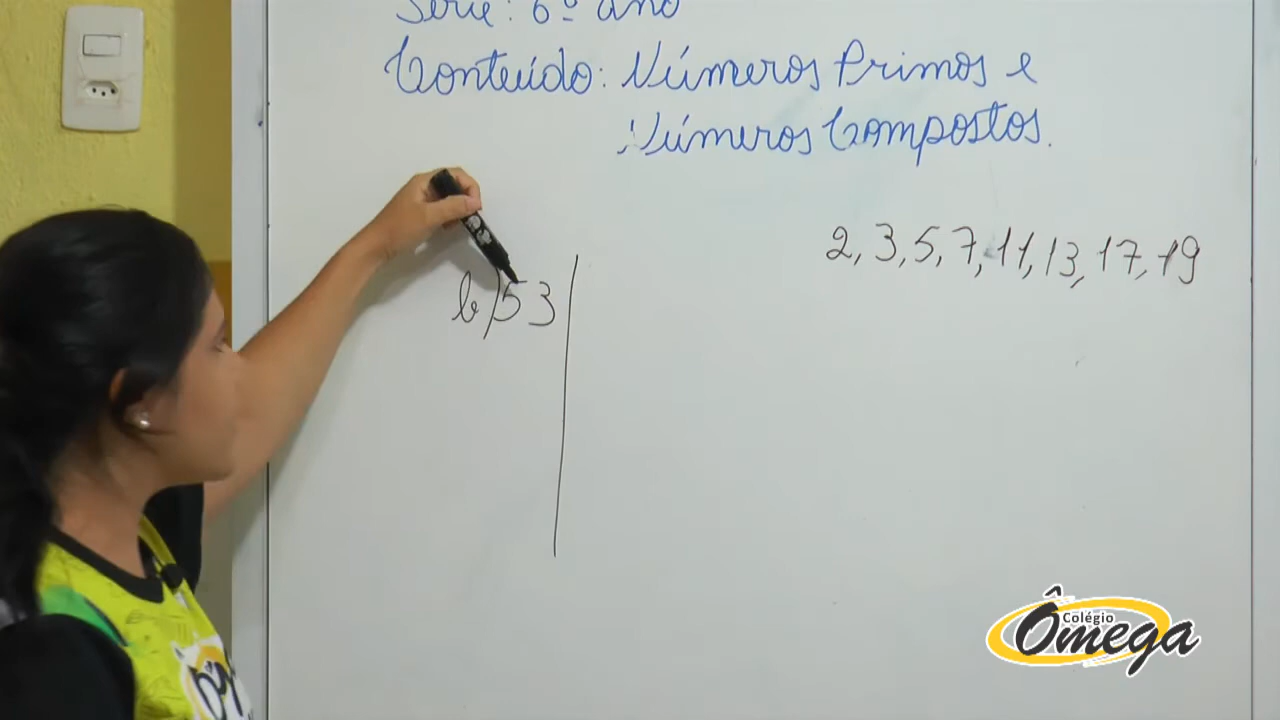 Série: 6º ano
Conteúdo: Números Primos e
Números Compostos.
2, 3, 5, 7, 11, 13, 17, 19
b) 53
Colégio
Ômega